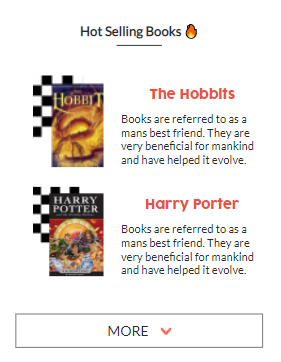 Hot Selling Books
The Hobbits
THE
HOBBIT
Books are referred to as a
mans best friend. They are
very beneficial for mankind
and have helped it evolve.
Harry Porter
HARRY
POTTER
Books are referred to as a
mans best friend. They are
very beneficial for mankind
and have helped it evolve.
MORE